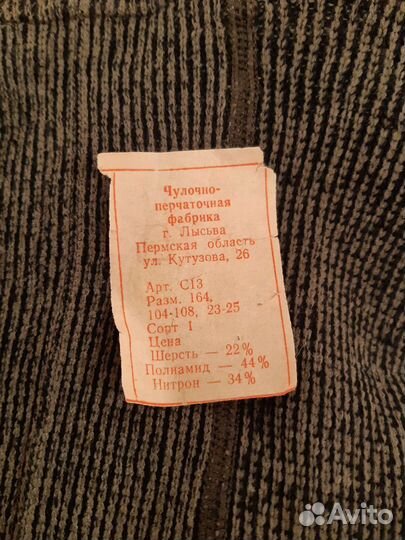 Чулочно-
перчаточная
фабрика
г. Лысьва
Пермская область
ул. Кутузова, 26
Арт. С13
Разм. 164,
104-108, 23-25
Сорт 1
Цена
Шерсть — 22%
Полиамид — 44%
Нитрон — 34%
Avito